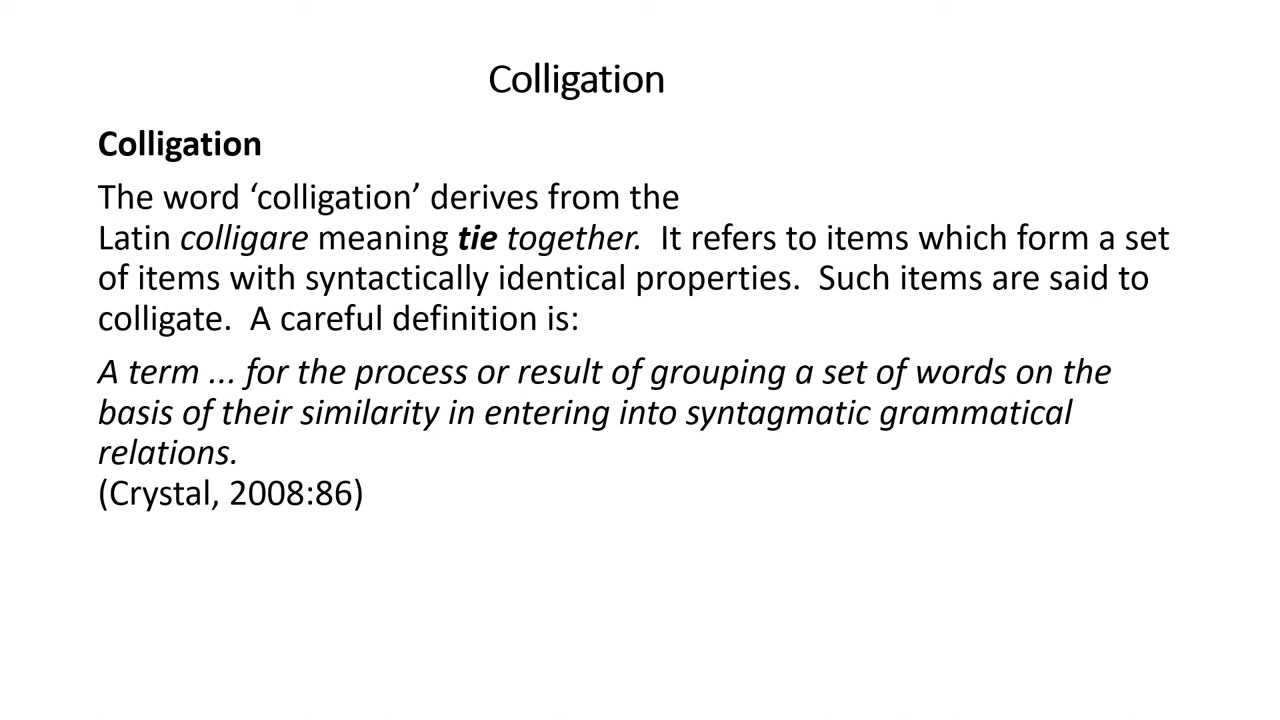 Colligation
Colligation
The word ‘colligation’ derives from the
Latin colligare meaning tie together.  It refers to items which form a set
of items with syntactically identical properties.  Such items are said to
colligate.  A careful definition is:
A term ... for the process or result of grouping a set of words on the
basis of their similarity in entering into syntagmatic grammatical
relations.
(Crystal, 2008:86)